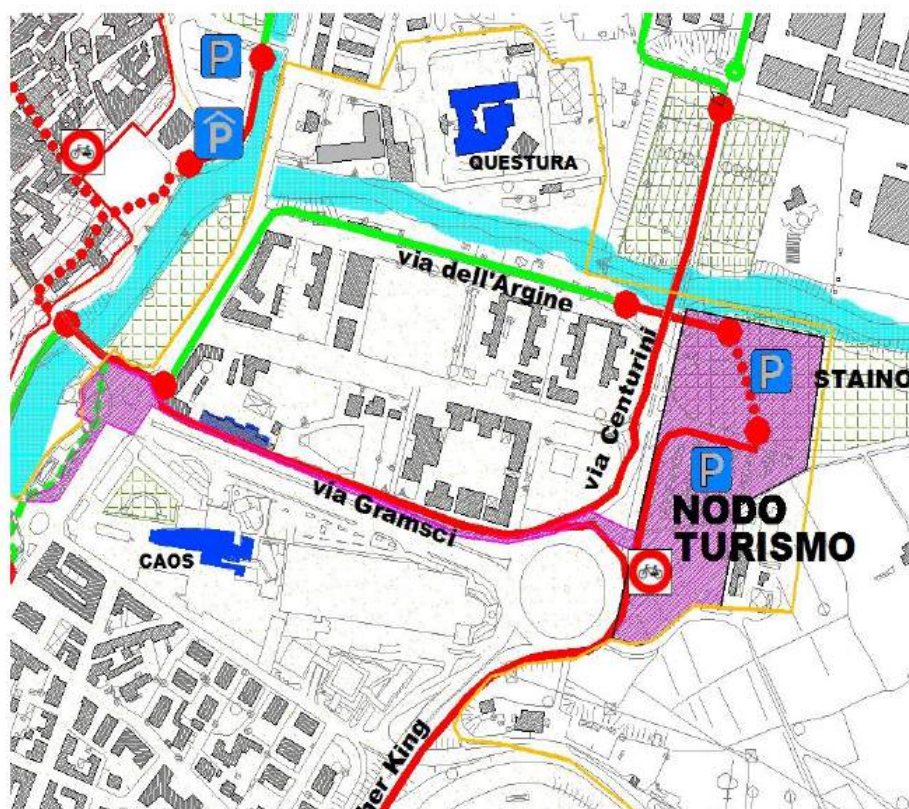 P
P
QUESTURA
via dell'Argine
via Centurini
P
STAINO
P
via Gramsci
NODO
TURISMO
CAOS
her King